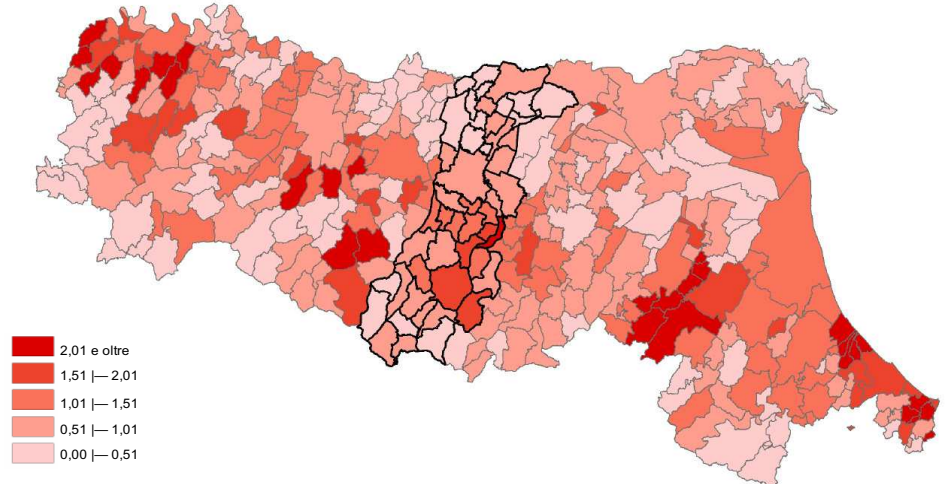 2,01 e oltre
1,51 |— 2,01
1,01 |— 1,51
0,51 |— 1,01
0,00 |— 0,51